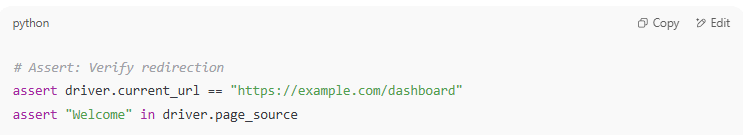 python
Copy
Edit
# Assert: Verify redirection
assert driver.current_url == "https://example.com/dashboard"
assert "Welcome" in driver.page_source